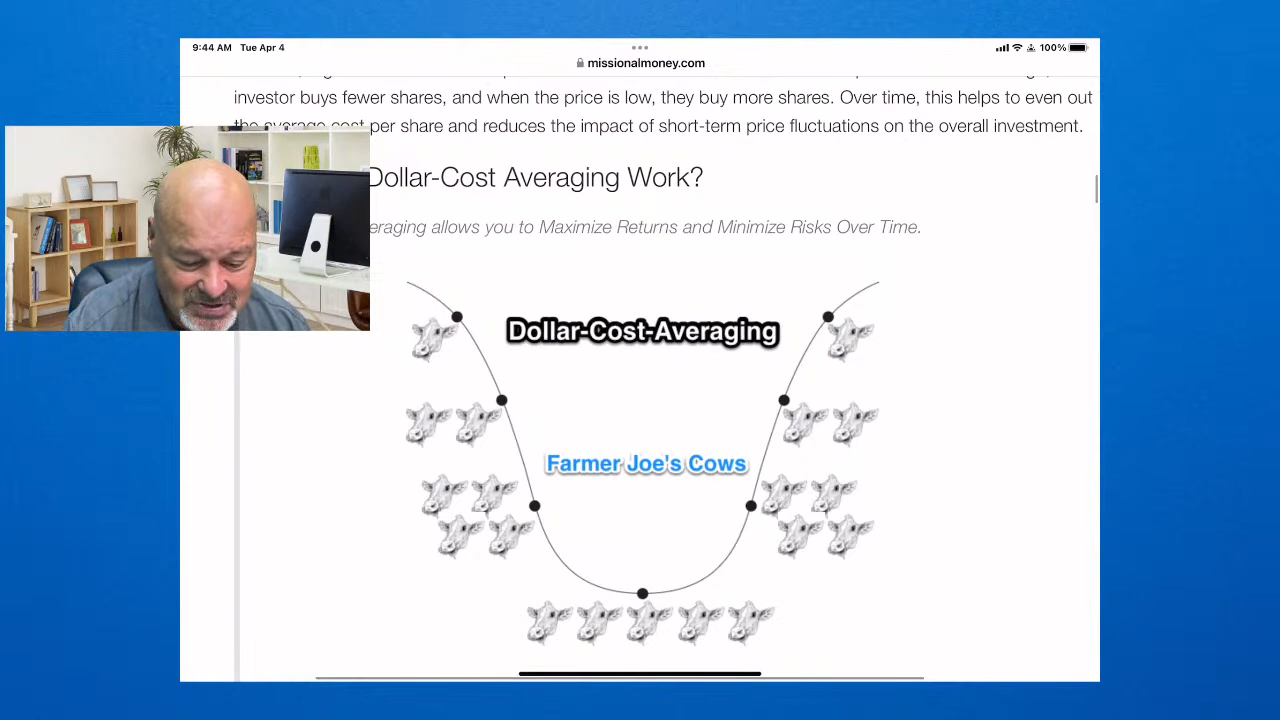 9:44 AM Tue Apr 4
100%
missionalmoney.com
investor buys fewer shares, and when the price is low, they buy more shares. Over time, this helps to even out
the average cost per share and reduces the impact of short-term price fluctuations on the overall investment.
Dollar-Cost Averaging Work?
eraging allows you to Maximize Returns and Minimize Risks Over Time.
Dollar-Cost-Averaging
Farmer Joe's Cows